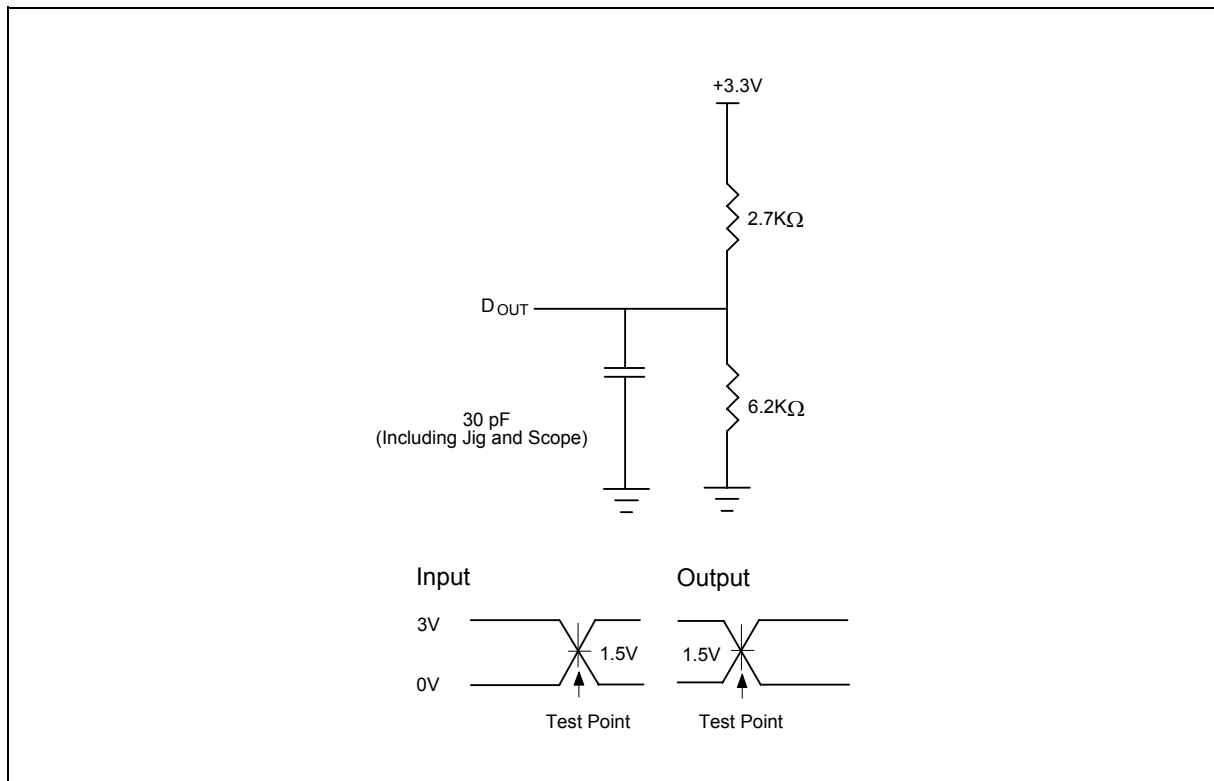 +3.3V
2.7KΩ
D OUT
6.2KΩ
30 pF
(Including Jig and Scope)
Input
Output
3V
1.5V
1.5V
0V
Test Point
Test Point